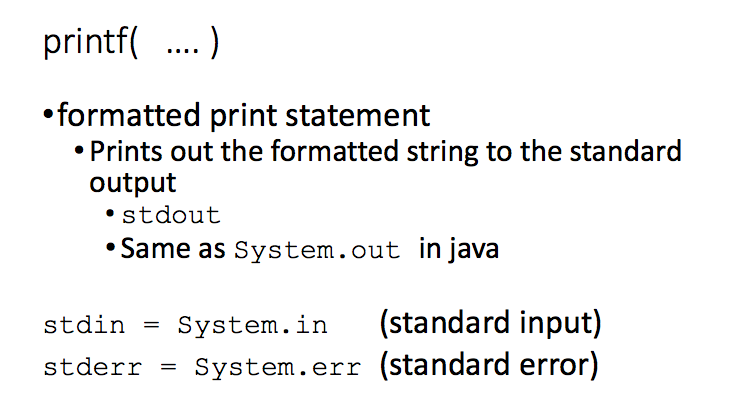 printf( .... )
•formatted print statement
•Prints out the formatted string to the standard
output
•stdout
•Same as System.out in java
stdin = System.in (standard input)
stderr = System.err (standard error)